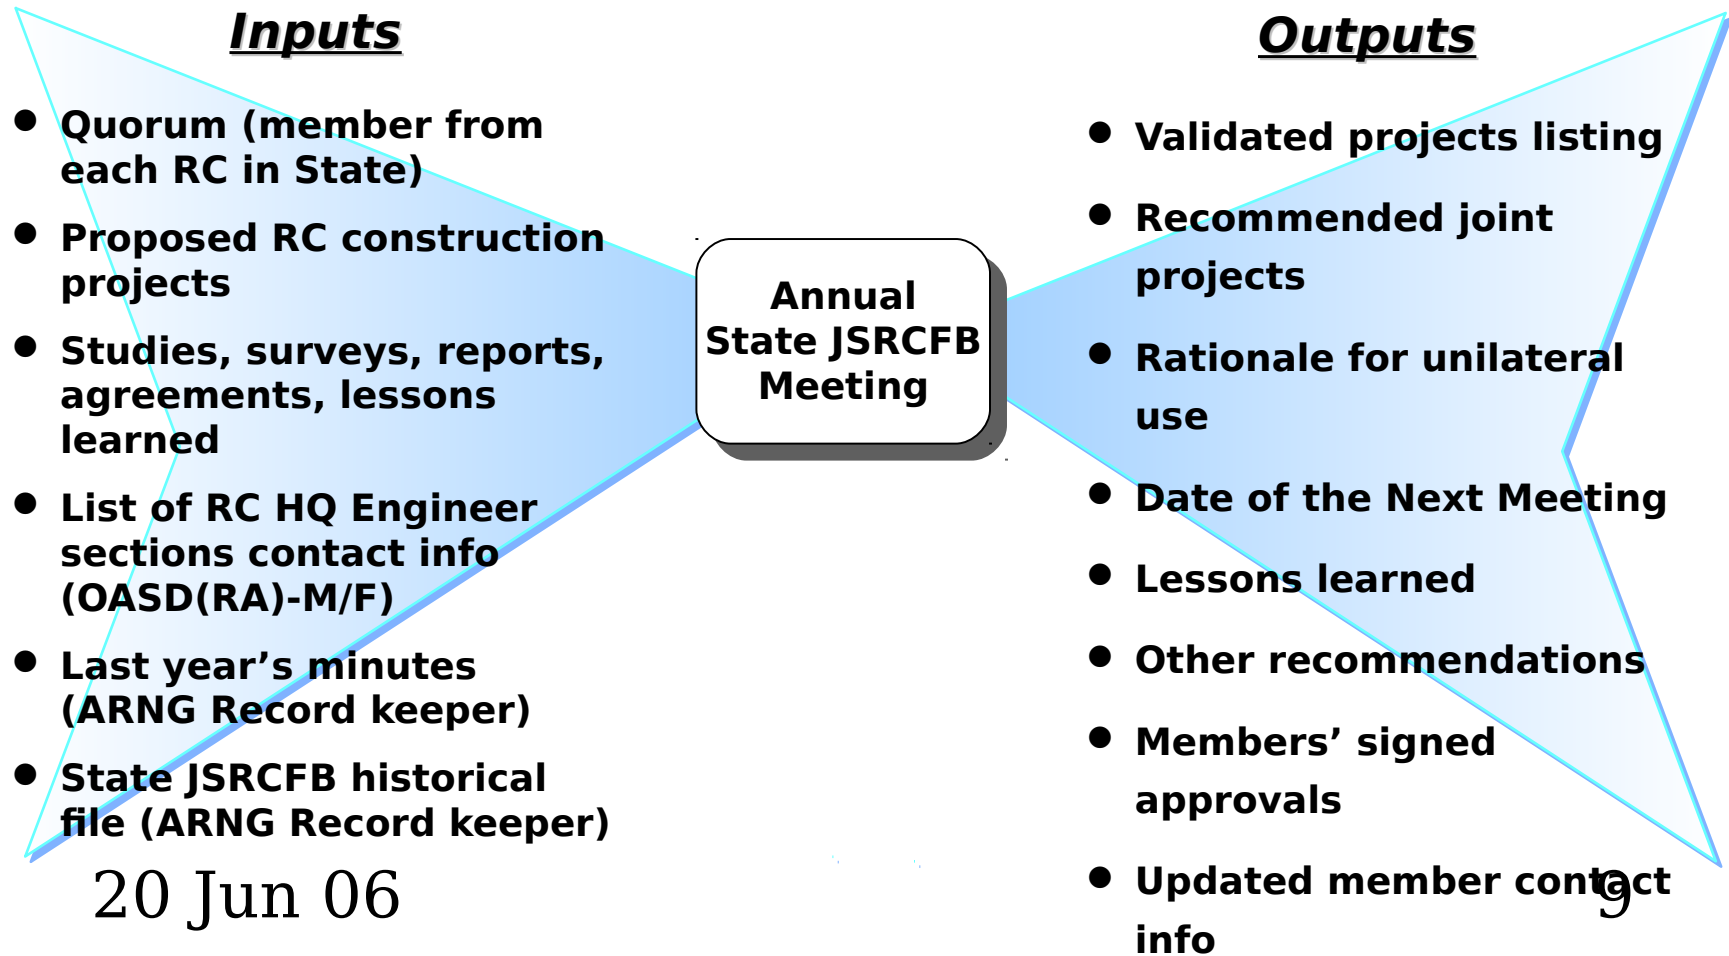 Inputs
• Quorum (member from
each RC in State)
• Proposed RC construction
projects
• Studies, surveys, reports,
agreements, lessons
learned
• List of RC HQ Engineer
sections contact info
(OASD(RA)-M/F)
• Last year’s minutes
(ARNG Record keeper)
• State JSRCFB historical
file (ARNG Record keeper)
Annual
State JSRCFB
Meeting
Outputs
• Validated projects listing
• Recommended joint
projects
• Rationale for unilateral
use
• Date of the Next Meeting
• Lessons learned
• Other recommendations
• Members’ signed
approvals
• Updated member contact
info
20 Jun 06
9